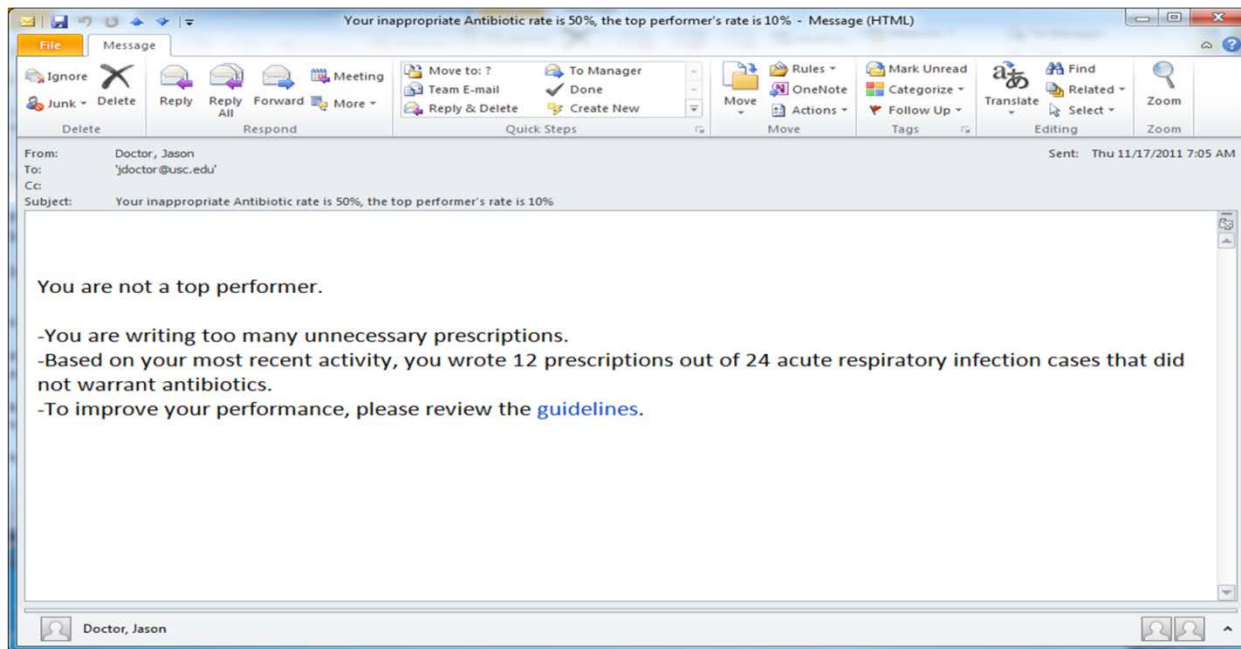 Your inappropriate Antibiotic rate is 50%, the top performer's rate is 10% - Message (HTML)
File Message
Ignore
Junk
Delete
Reply
Reply All
Forward
Meeting
More
Move to: ?
Team E-mail
Reply & Delete
To Manager
Done
Create New
Move
Rules
OneNote
Actions
Mark Unread
Categorize
Follow Up
Translate
Find
Related
Select
Zoom
Delete Respond Quick Steps Move Tags Editing Zoom
From: Doctor, Jason Sent: Thu 11/17/2011 7:05 AM
To: 'jdoctor@usc.edu'
Cc:
Subject: Your inappropriate Antibiotic rate is 50%, the top performer's rate is 10%
You are not a top performer.
-You are writing too many unnecessary prescriptions.
-Based on your most recent activity, you wrote 12 prescriptions out of 24 acute respiratory infection cases that did
not warrant antibiotics.
-To improve your performance, please review the guidelines.
Doctor, Jason